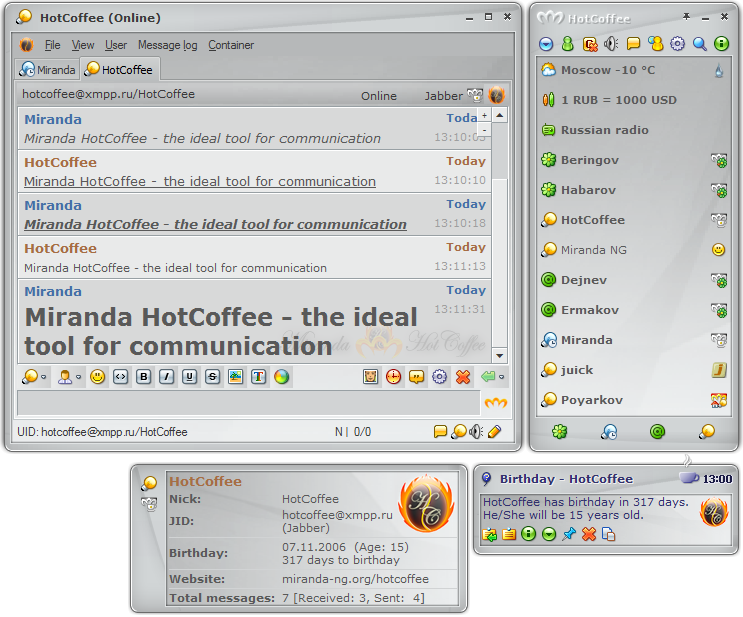 HotCoffee (Online)
File View User Message log Container
Miranda HotCoffee
hotcoffee@xmpp.ru/HotCoffee Online Jabber
Miranda Today
Miranda HotCoffee - the ideal tool for communication 13:10:03
HotCoffee Today
Miranda HotCoffee - the ideal tool for communication 13:10:10
Miranda Today
Miranda HotCoffee - the ideal tool for communication 13:10:18
HotCoffee Today
Miranda HotCoffee - the ideal tool for communication 13:11:13
Miranda Today
Miranda HotCoffee - the ideal 13:11:31
tool for communication
Miranda HotCoffee
UID: hotcoffee@xmpp.ru/HotCoffee N | 0/0
HotCoffee
Moscow -10 °C
1 RUB = 1000 USD
Russian radio
Beringov
Habarov
HotCoffee
Miranda NG
Dejnev
Ermakov
Miranda
juick
Poyarkov
HotCoffee
Nick: HotCoffee
JID: hotcoffee@xmpp.ru
(Jabber)
Birthday: 07.11.2006 (Age: 15)
317 days to birthday
Website: miranda-ng.org/hotcoffee
Total messages: 7 [Received: 3, Sent: 4]
Birthday - HotCoffee 13:00
HotCoffee has birthday in 317 days.
He/She will be 15 years old.